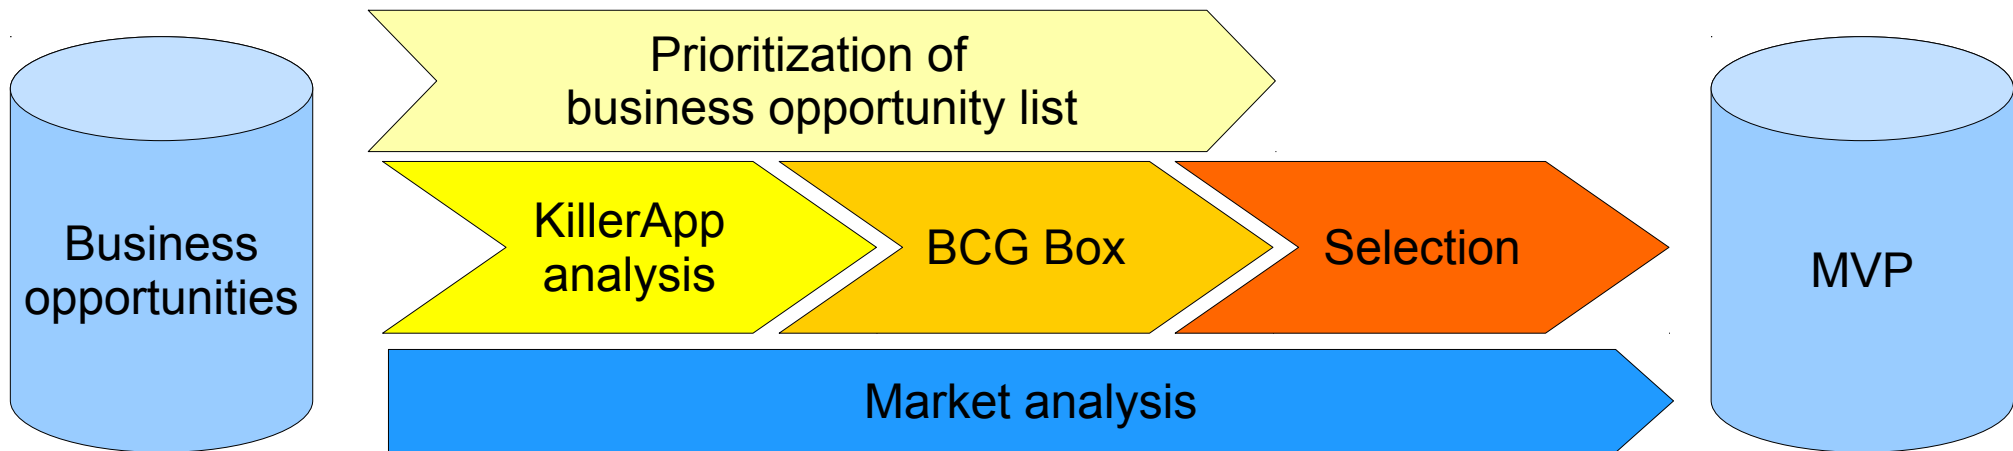 Prioritization of
business opportunity list
Business
opportunities
KillerApp
analysis
BCG Box
Selection
MVP
Market analysis